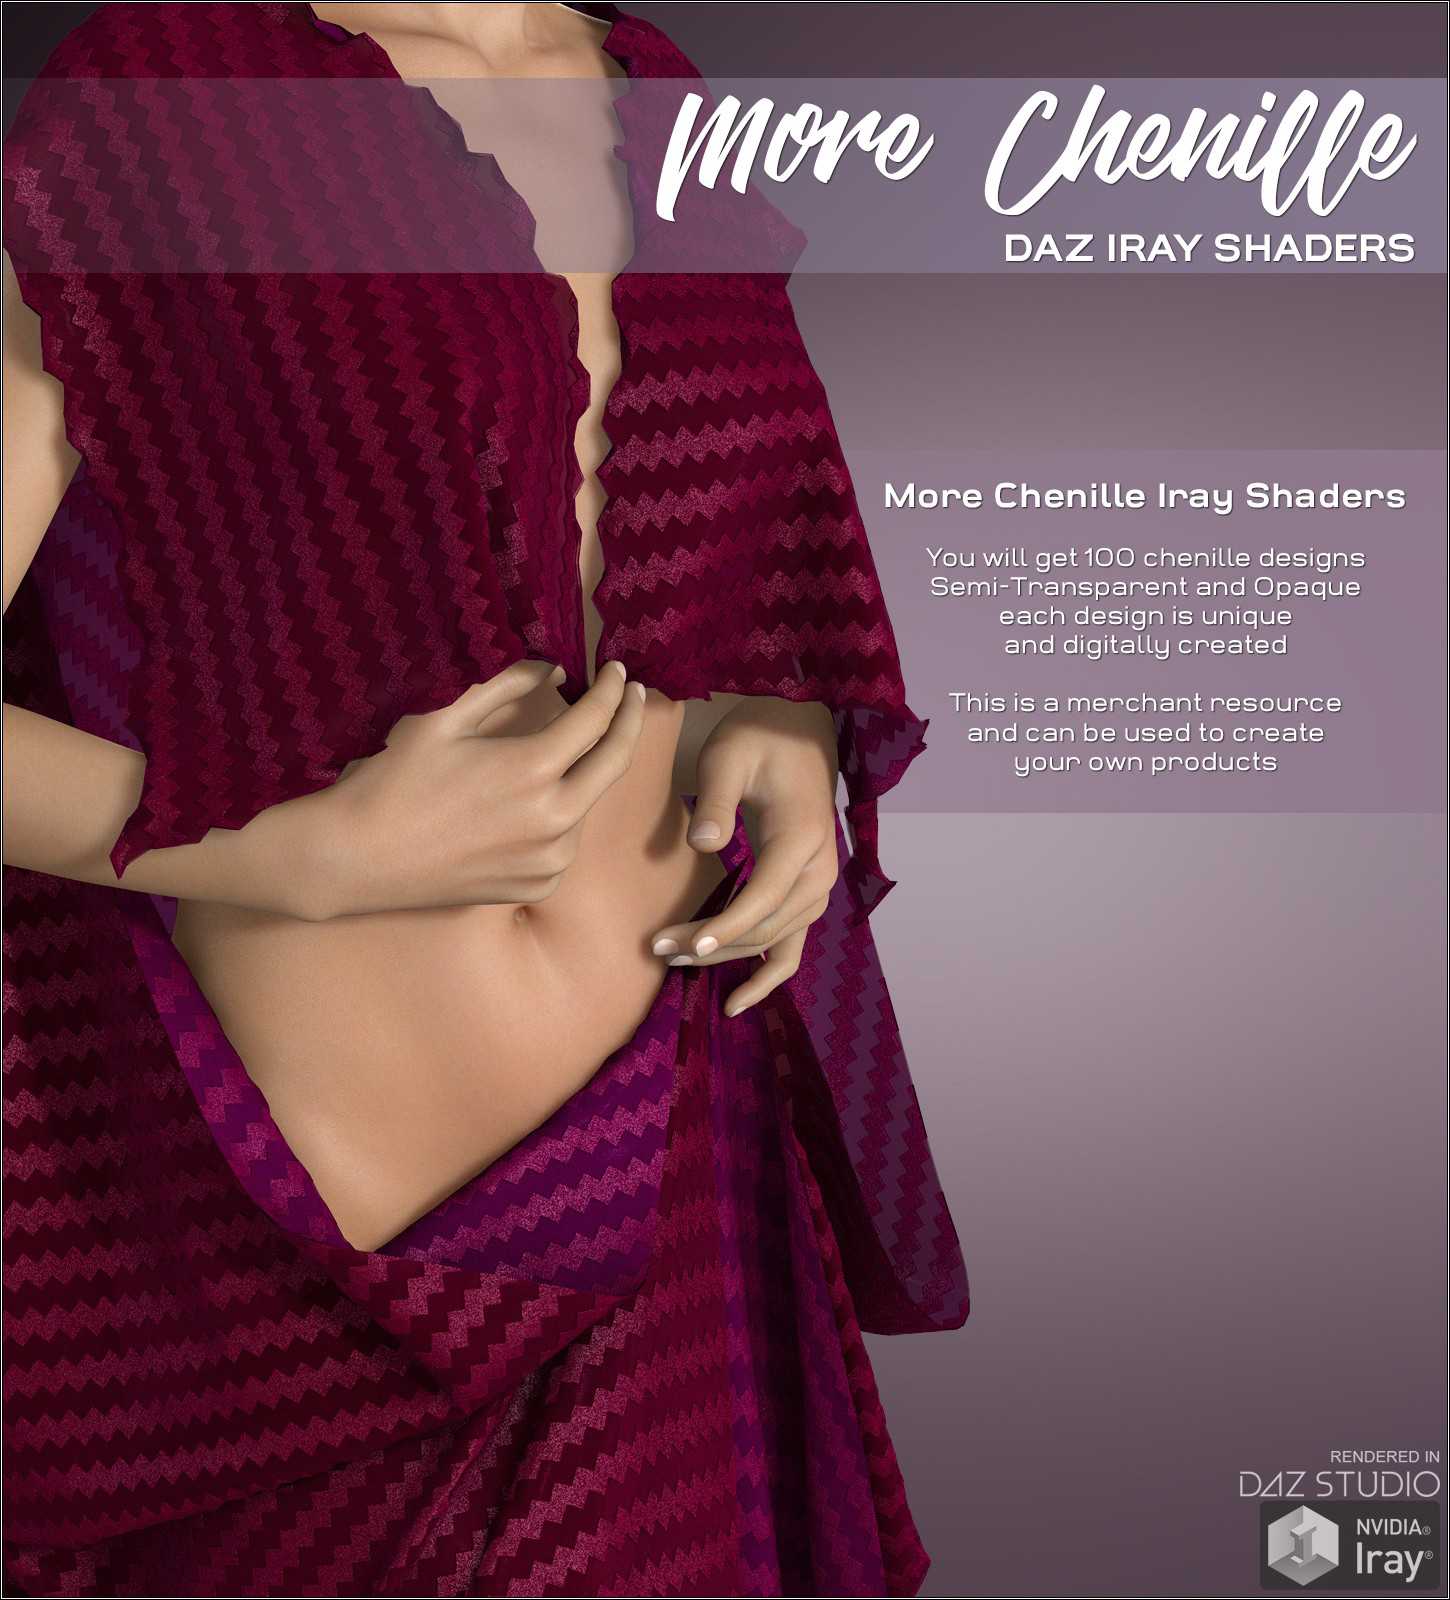 More Chenille
DAZ IRAY SHADERS
More Chenille Iray Shaders
You will get 100 chenille designs
Semi-Transparent and Opaque
each design is unique
and digitally created
This is a merchant resource
and can be used to create
your own products
RENDERED IN
DAZ STUDIO
NVIDIA®
Iray®